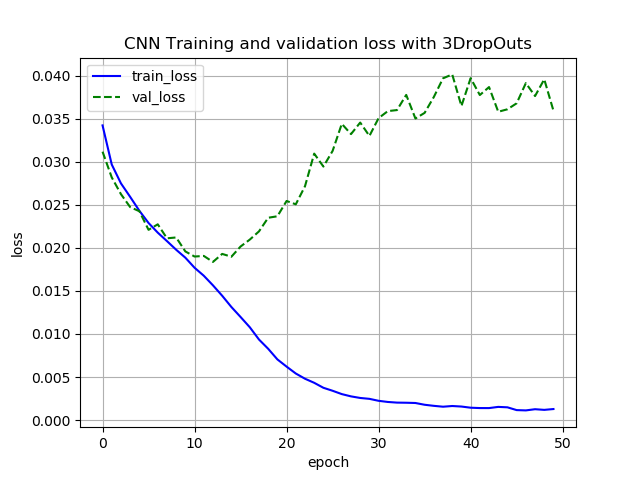 CNN Training and validation loss with 3DropOuts
train_loss
val_loss
0.040
0.035
0.030
0.025
0.020
0.015
0.010
0.005
0.000
loss
0 10 20 30 40 50
epoch